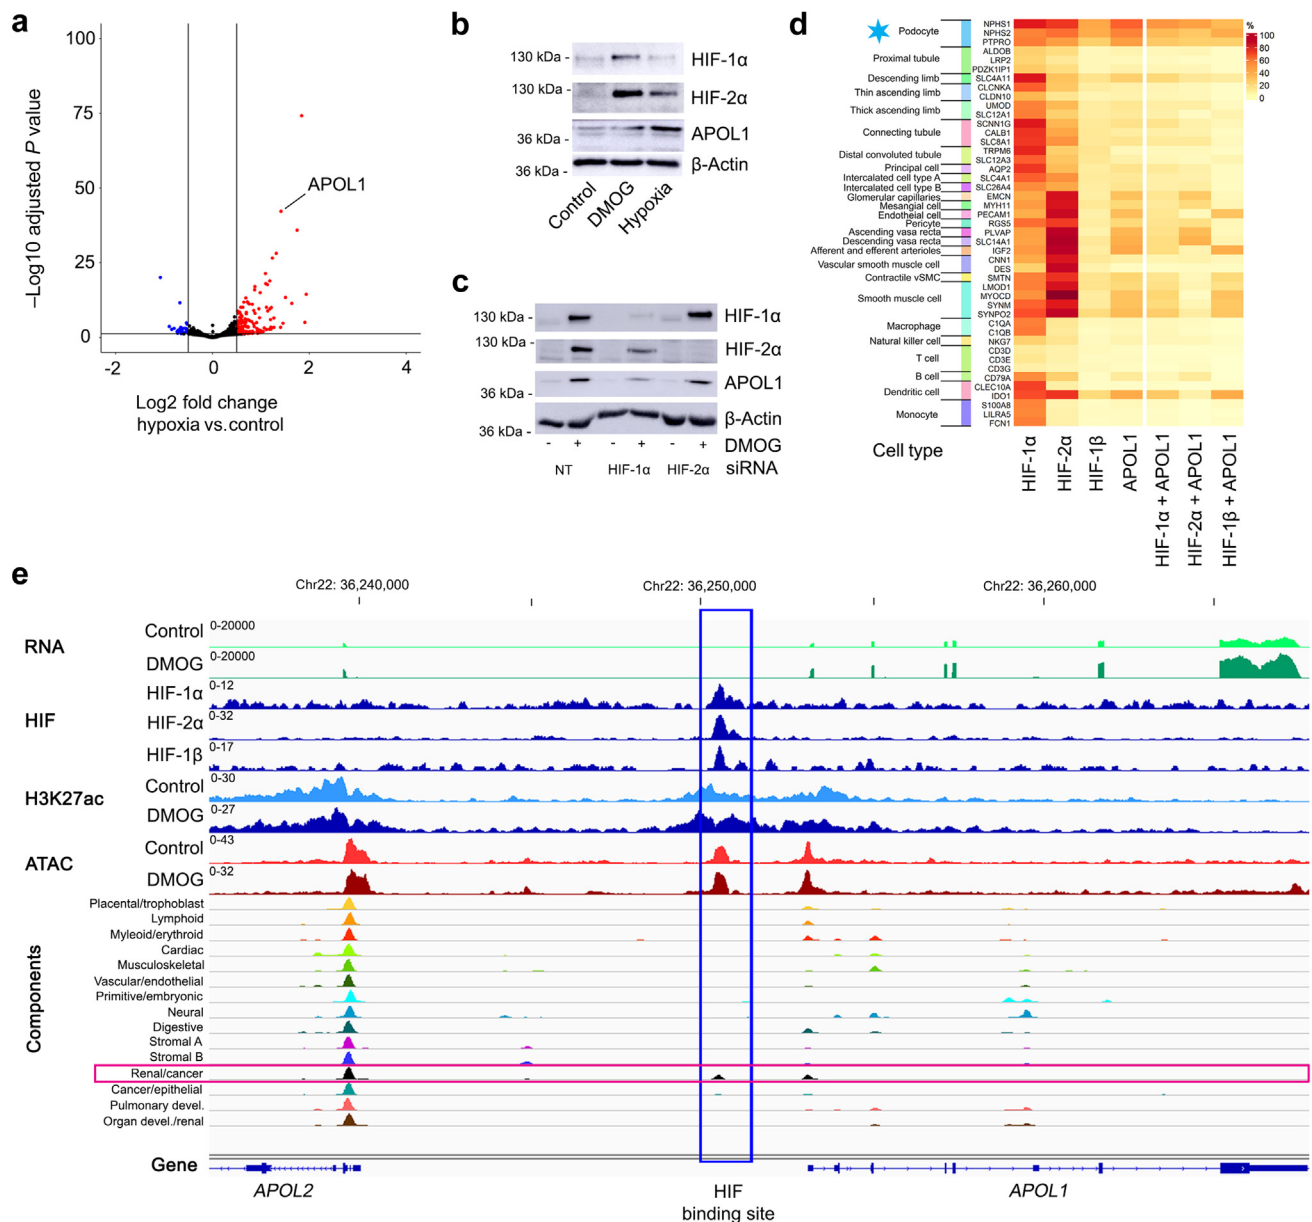 a
100
75
50
25
0
-2
0
2
4
APOL1
–Log10 adjusted P value
Log2 fold change
hypoxia vs. control
b
130 kDa -
HIF-1α
130 kDa -
HIF-2α
36 kDa -
APOL1
36 kDa -
β-Actin
Control
DMOG
Hypoxia
c
130 kDa -
HIF-1α
130 kDa -
HIF-2α
36 kDa -
APOL1
36 kDa -
β-Actin
- + - + - + DMOG
NT HIF-1α HIF-2α siRNA
d
Podocyte
Proximal tubule
Descending limb
Thin ascending limb
Thick ascending limb
Connecting tubule
Distal convoluted tubule
Principal cell
Intercalated cell type A
Intercalated cell type B
Glomerular capillaries
Mesangial cell
Endotheial cell
Pericyte
Ascending vasa recta
Descending vasa recta
Afferent and efferent arterioles
Vascular smooth muscle cell
Contractile vSMC
Smooth muscle cell
Macrophage
Natural killer cell
T cell
B cell
Dendritic cell
Monocyte
Cell type
NPHS1
NPHS2
PTPRO
ALDOB
LRP2
PDZK1IP1
SLC4A11
CLCNKA
CLDN10
UMOD
SLC12A1
SCNN1G
CALB1
SLC8A1
TRPM6
SLC12A3
AQP2
SLC4A1
SLC26A4
EMCN
MYH11
PECAM1
RGS5
PLVAP
SLC14A1
IGF2
CNN1
DES
SMTN
LMOD1
MYOCD
SYNM
SYNPO2
C1QA
C1QB
NKG7
CD3D
CD3E
CD3G
CD79A
CLEC10A
IDO1
S100A8
LILRA5
FCN1
%
100
80
60
40
20
0
HIF-1α
HIF-2α
HIF-1β
APOL1
HIF-1α + APOL1
HIF-2α + APOL1
HIF-1β + APOL1
e
Chr22: 36,240,000
Chr22: 36,250,000
Chr22: 36,260,000
RNA
Control 0-20000
DMOG 0-20000
HIF
HIF-1α 0-12
HIF-2α 0-32
HIF-1β 0-17
H3K27ac
Control 0-30
DMOG 0-27
ATAC
Control 0-43
DMOG 0-32
Components
Placental/trophoblast
Lymphoid
Myleoid/erythroid
Cardiac
Musculoskeletal
Vascular/endothelial
Primitive/embryonic
Neural
Digestive
Stromal A
Stromal B
Renal/cancer
Cancer/epithelial
Pulmonary devel.
Organ devel./renal
Gene
APOL2
HIF
binding site
APOL1